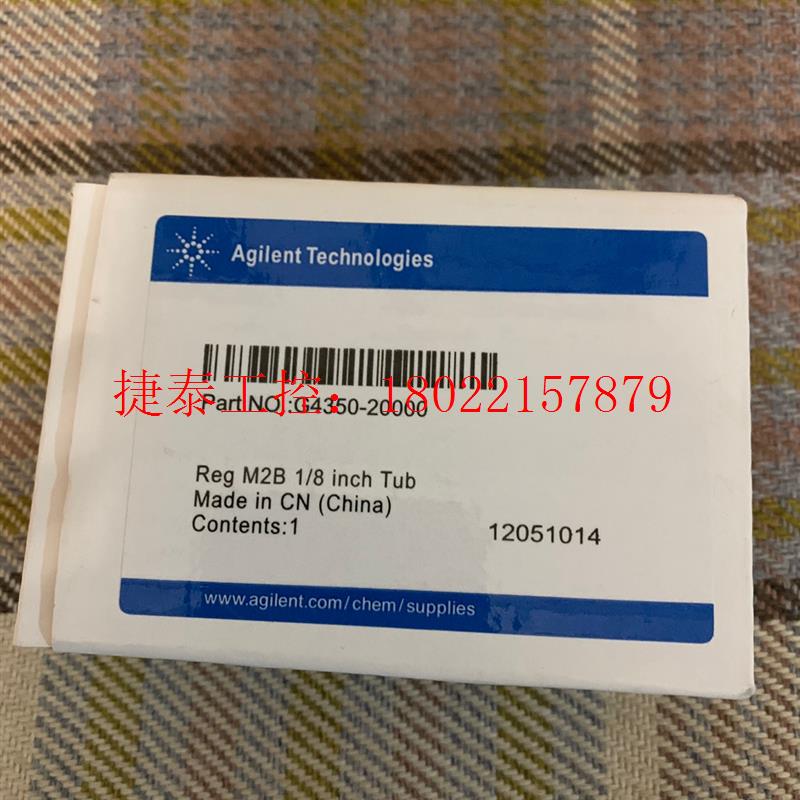 Agilent Technologies
捷泰工控：18022157879
Part NO.:G4350-20000
Reg M2B 1/8 inch Tub
Made in CN (China)
Contents:1
12051014
www.agilent.com/chem/supplies